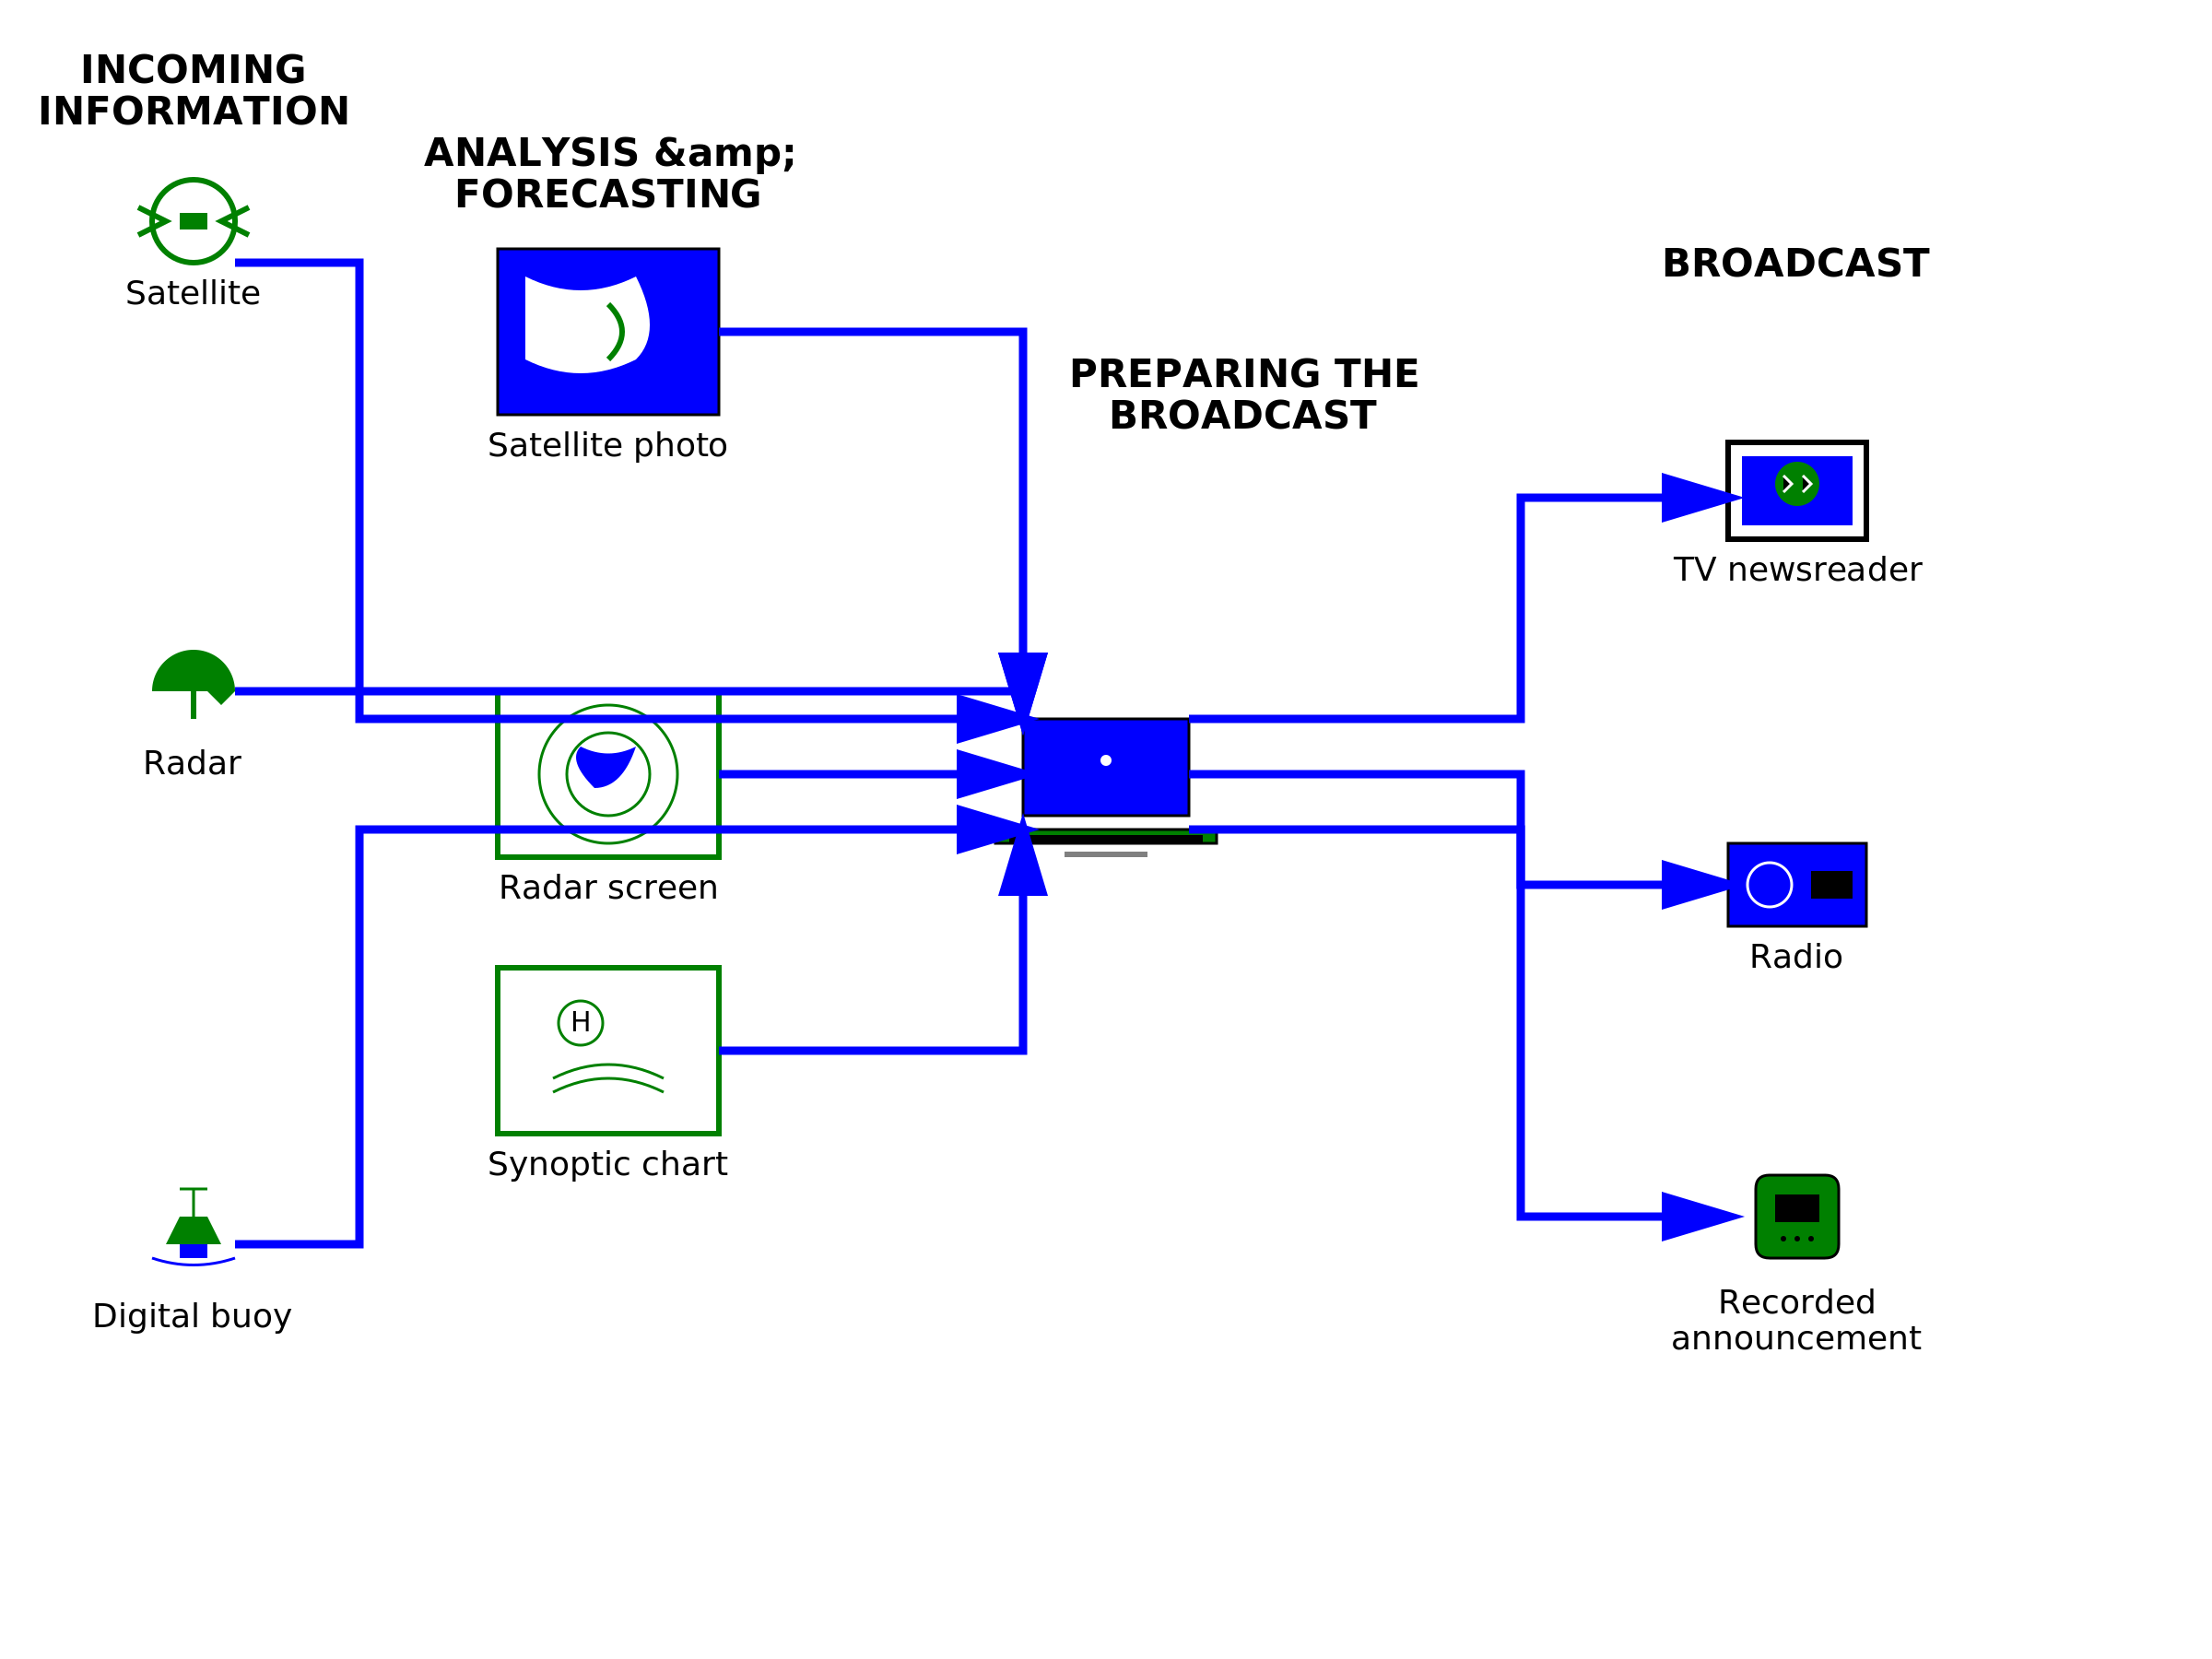 INCOMING
INFORMATION
Satellite
Radar
Digital buoy
ANALYSIS &amp;
FORECASTING
Satellite photo
Radar screen
H
Synoptic chart
PREPARING THE
BROADCAST
BROADCAST
TV newsreader
Radio
Recorded
announcement